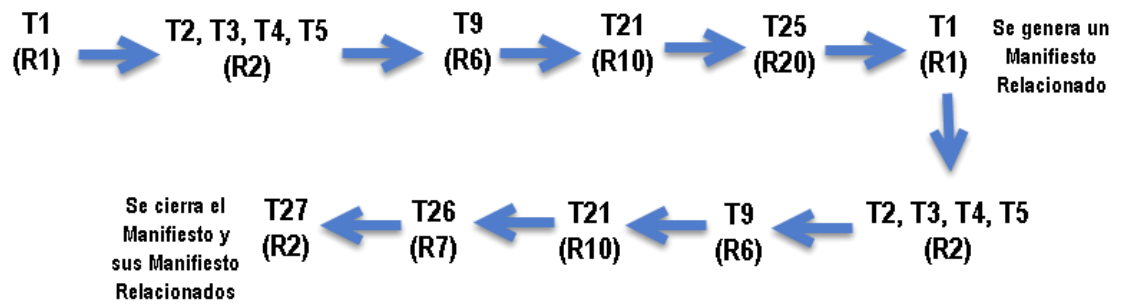 T1
(R1)
T2, T3, T4, T5
(R2)
T9
(R6)
T21
(R10)
T25
(R20)
T1
(R1)
Se genera un
Manifiesto
Relacionado
T2, T3, T4, T5
(R2)
T9
(R6)
T21
(R10)
T26
(R7)
T27
(R2)
Se cierra el
Manifiesto y
sus Manifiesto
Relacionados